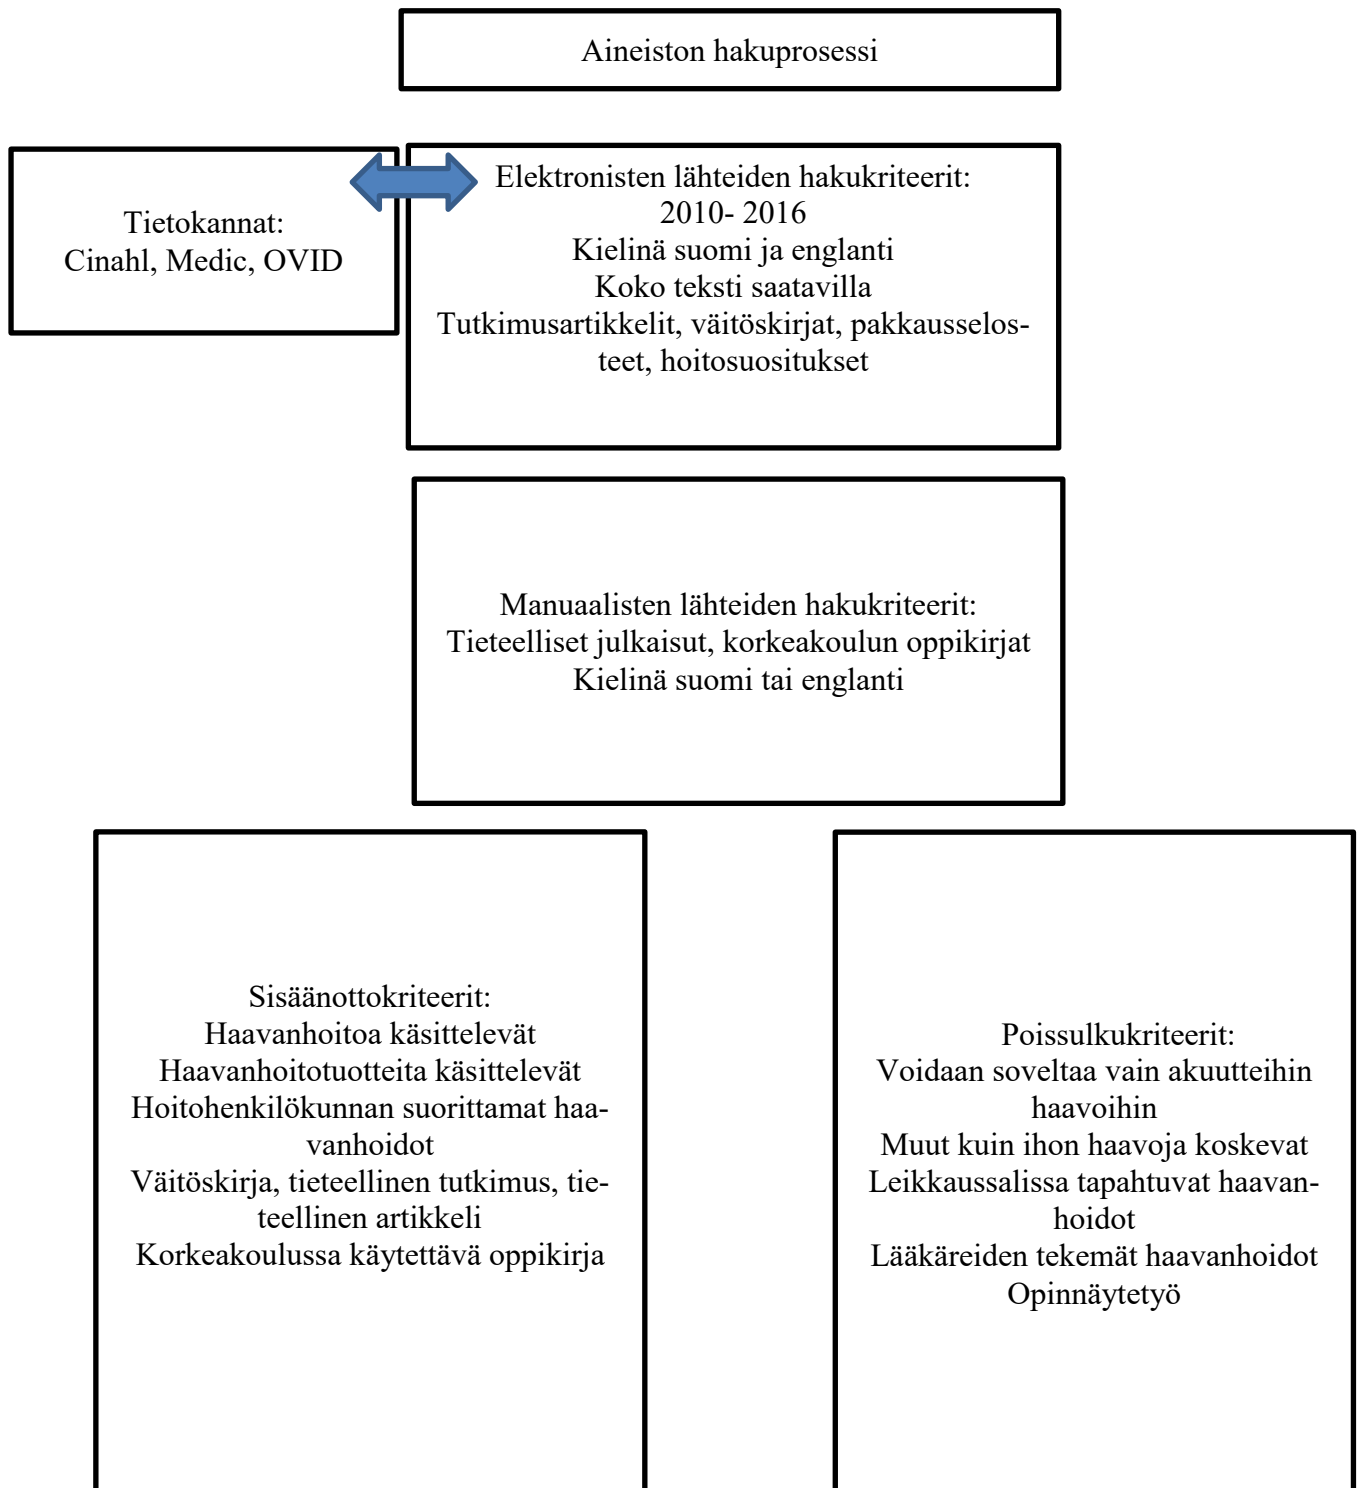 Aineiston hakuprosessi
Tietokannat:
Cinahl, Medic, OVID
Elektronisten lähteiden hakukriteerit:
2010- 2016
Kielinä suomi ja englanti
Koko teksti saatavilla
Tutkimusartikkelit, väitöskirjat, pakkausselos-
teet, hoitosuositukset
Manuaalisten lähteiden hakukriteerit:
Tieteelliset julkaisut, korkeakoulun oppikirjat
Kielinä suomi tai englanti
Sisäänottokriteerit:
Haavanhoitoa käsittelevät
Haavanhoitotuotteita käsittelevät
Hoitohenkilökunnan suorittamat haa-
vanhoidot
Väitöskirja, tieteellinen tutkimus, tie-
teellinen artikkeli
Korkeakoulussa käytettävä oppikirja
Poissulkukriteerit:
Voidaan soveltaa vain akuutteihin
haavoihin
Muut kuin ihon haavoja koskevat
Leikkaussalissa tapahtuvat haavan-
hoidot
Lääkäreiden tekemät haavanhoidot
Opinnäytetyö